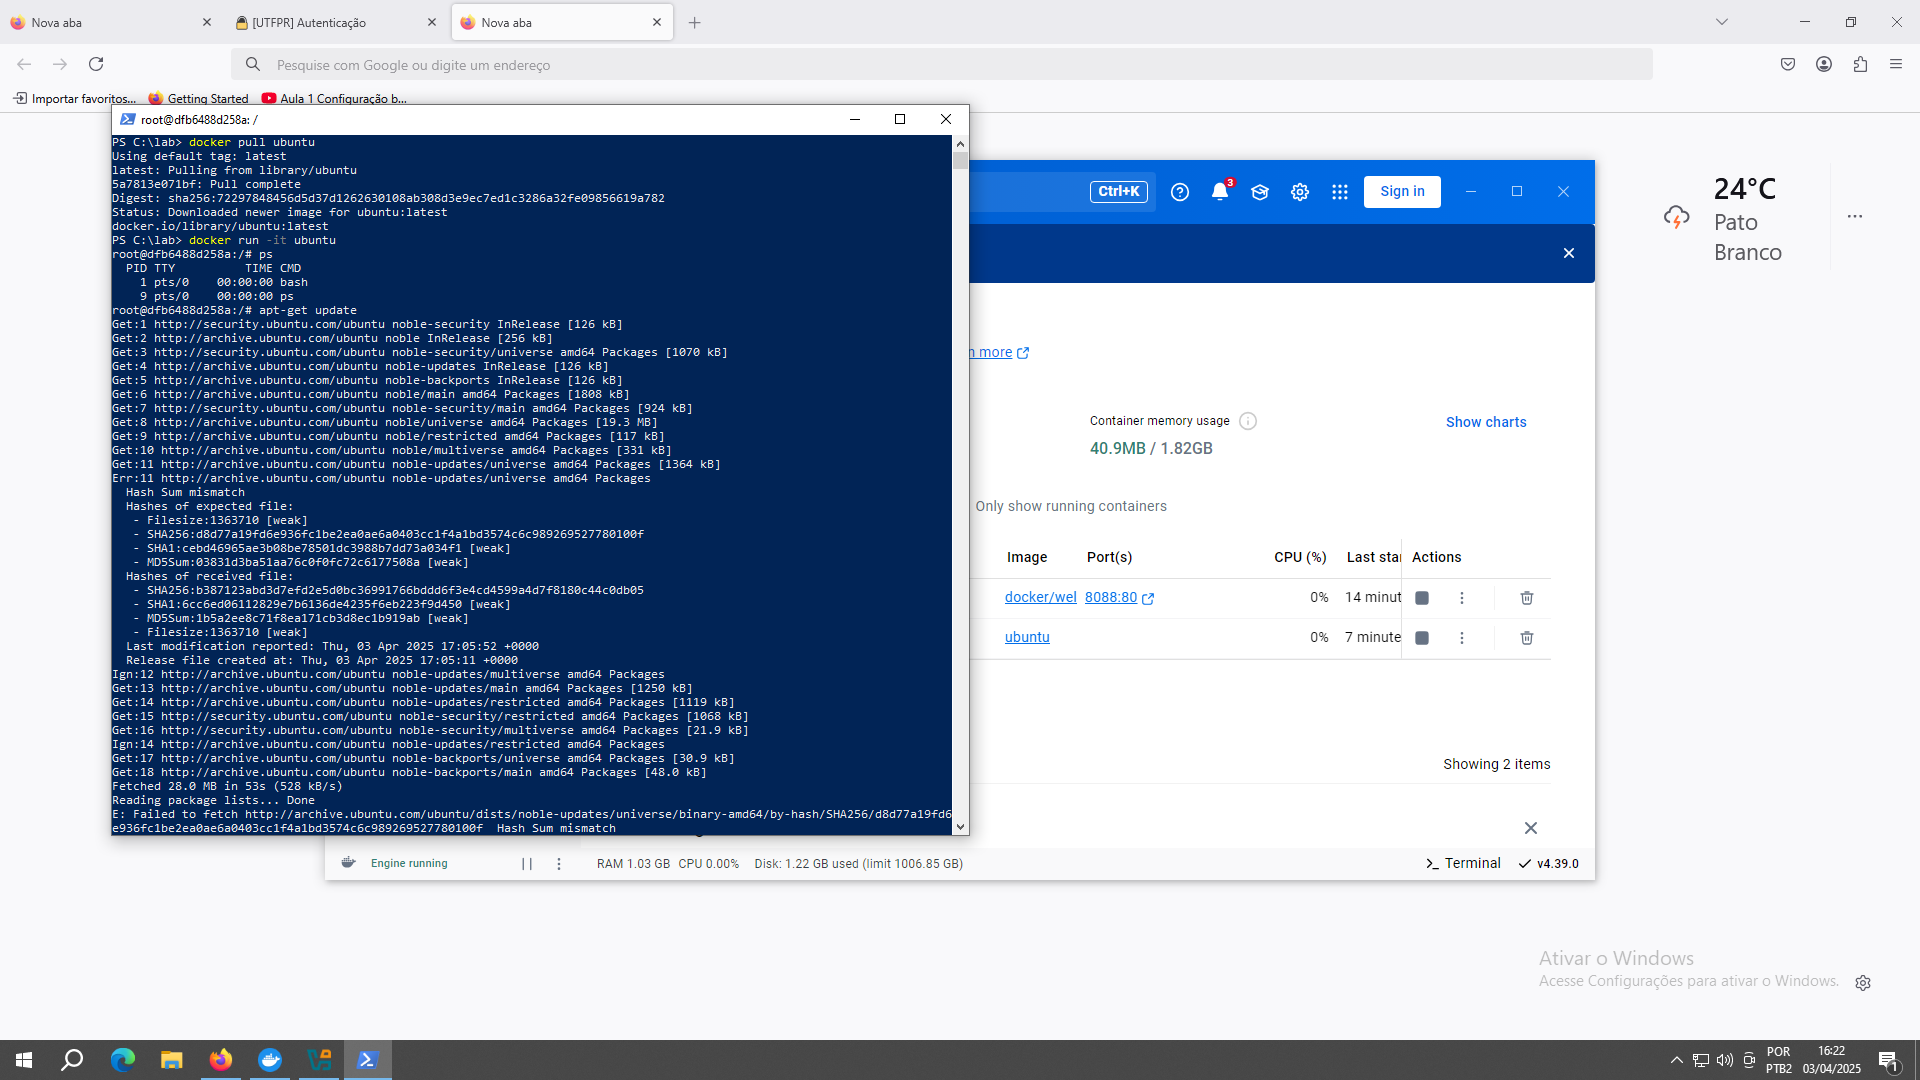 Nova aba
[UTFPR] Autenticação
Nova aba
Pesquise com Google ou digite um endereço
Importar favoritos...
Getting Started
Aula 1 Configuração b...
root@dfb6488d258a: /
PS C:\lab> docker pull ubuntu
Using default tag: latest
latest: Pulling from library/ubuntu
5a7813e071bf: Pull complete
Digest: sha256:72297848456d5d37d1262630108ab308d3e9ec7ed1c3286a32fe09856619a782
Status: Downloaded newer image for ubuntu:latest
docker.io/library/ubuntu:latest
PS C:\lab> docker run -it ubuntu
root@dfb6488d258a:/# ps
PID TTY          TIME CMD
1 pts/0    00:00:00 bash
9 pts/0    00:00:00 ps
root@dfb6488d258a:/# apt-get update
Get:1 http://security.ubuntu.com/ubuntu noble-security InRelease [126 kB]
Get:2 http://archive.ubuntu.com/ubuntu noble InRelease [256 kB]
Get:3 http://security.ubuntu.com/ubuntu noble-security/universe amd64 Packages [1070 kB]
Get:4 http://archive.ubuntu.com/ubuntu noble-updates InRelease [126 kB]
Get:5 http://archive.ubuntu.com/ubuntu noble-backports InRelease [126 kB]
Get:6 http://archive.ubuntu.com/ubuntu noble/main amd64 Packages [1808 kB]
Get:7 http://security.ubuntu.com/ubuntu noble-security/main amd64 Packages [924 kB]
Get:8 http://archive.ubuntu.com/ubuntu noble/universe amd64 Packages [19.3 MB]
Get:9 http://archive.ubuntu.com/ubuntu noble/restricted amd64 Packages [117 kB]
Get:10 http://archive.ubuntu.com/ubuntu noble/multiverse amd64 Packages [331 kB]
Get:11 http://archive.ubuntu.com/ubuntu noble-updates/universe amd64 Packages [1364 kB]
Err:11 http://archive.ubuntu.com/ubuntu noble-updates/universe amd64 Packages
Hash Sum mismatch
Hashes of expected file:
- Filesize:1363710 [weak]
- SHA256:d8d77a19fd6e936fc1be2ea0ae6a0403cc1f4a1bd3574c6c989269527780100f
- SHA1:cebd46965ae3b08be78501dc3988b7dd73a034f1 [weak]
- MD5Sum:03831d3ba51aa76c0f0fc72c6177508a [weak]
Hashes of received file:
- SHA256:b387123abd3d7efd2e5d0bc36991766bddd6f3e4cd4599a4d7f8180c44c0db05
- SHA1:6cc6ed06112829e7b6136de4235f6eb223f9d450 [weak]
- MD5Sum:1b5a2ee8c71f8ea171cb3d8ec1b919ab [weak]
- Filesize:1363710 [weak]
Last modification reported: Thu, 03 Apr 2025 17:05:52 +0000
Release file created at: Thu, 03 Apr 2025 17:05:11 +0000
Ign:12 http://archive.ubuntu.com/ubuntu noble-updates/multiverse amd64 Packages
Get:13 http://archive.ubuntu.com/ubuntu noble-updates/main amd64 Packages [1250 kB]
Get:14 http://archive.ubuntu.com/ubuntu noble-updates/restricted amd64 Packages [1119 kB]
Get:15 http://security.ubuntu.com/ubuntu noble-security/restricted amd64 Packages [1068 kB]
Get:16 http://security.ubuntu.com/ubuntu noble-security/multiverse amd64 Packages [21.9 kB]
Ign:14 http://archive.ubuntu.com/ubuntu noble-updates/restricted amd64 Packages
Get:17 http://archive.ubuntu.com/ubuntu noble-backports/universe amd64 Packages [30.9 kB]
Get:18 http://archive.ubuntu.com/ubuntu noble-backports/main amd64 Packages [48.0 kB]
Fetched 28.0 MB in 53s (528 kB/s)
Reading package lists... Done
E: Failed to fetch http://archive.ubuntu.com/ubuntu/dists/noble-updates/universe/binary-amd64/by-hash/SHA256/d8d77a19fd6
e936fc1be2ea0ae6a0403cc1f4a1bd3574c6c989269527780100f  Hash Sum mismatch
Ctrl+K
3
Sign in
n more
Container memory usage
40.9MB / 1.82GB
Show charts
Only show running containers
Image Port(s) CPU (%) Last star Actions
docker/wel 8088:80 0% 14 minut
ubuntu 0% 7 minute
Showing 2 items
Engine running
RAM 1.03 GB CPU 0.00% Disk: 1.22 GB used (limit 1006.85 GB)
>_ Terminal
v4.39.0
24°C
Pato
Branco
Ativar o Windows
Acesse Configurações para ativar o Windows.
POR
PTB2
16:22
03/04/2025
1